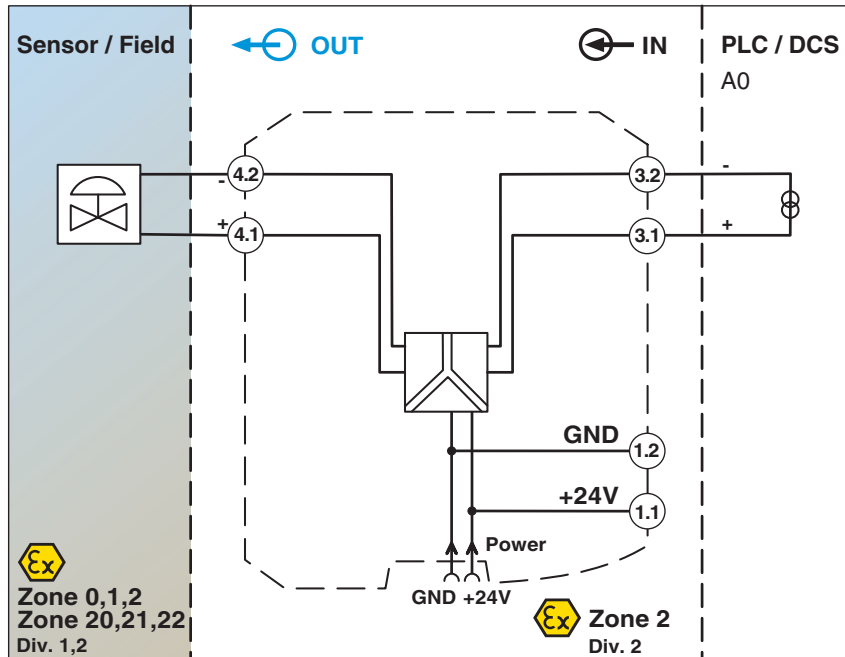 Sensor / Field
OUT
IN
PLC / DCS
A0
4.2
-
3.2
-
+
4.1
3.1
+
GND
1.2
+24V
1.1
Power
GND +24V
Ex
Zone 0,1,2
Zone 20,21,22
Div. 1,2
Ex
Zone 2
Div. 2